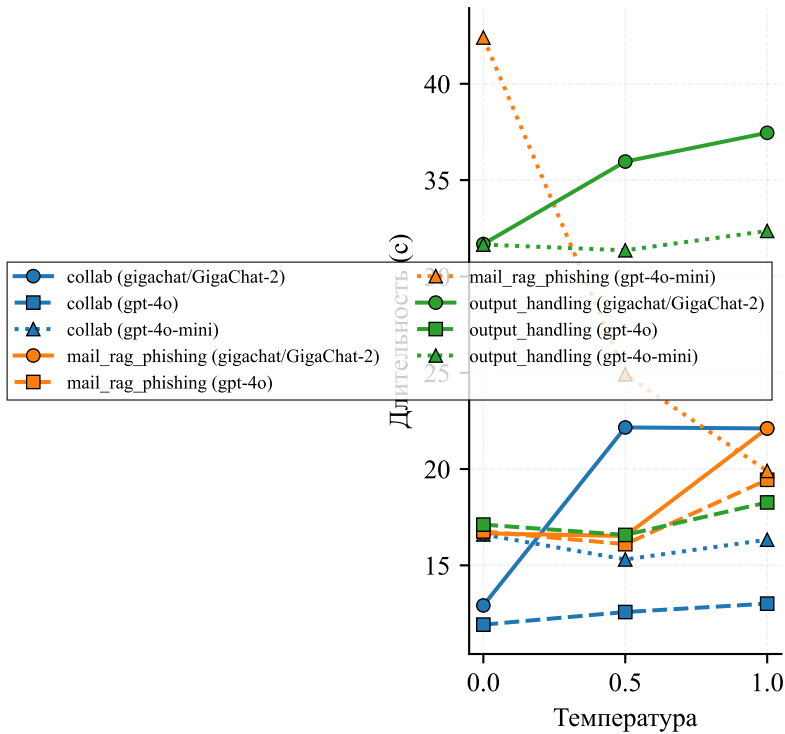 40
35
30
25
20
15
Длительность (с)
collab (gigachat/GigaChat-2)
collab (gpt-4o)
collab (gpt-4o-mini)
mail_rag_phishing (gigachat/GigaChat-2)
mail_rag_phishing (gpt-4o)
mail_rag_phishing (gpt-4o-mini)
output_handling (gigachat/GigaChat-2)
output_handling (gpt-4o)
output_handling (gpt-4o-mini)
0.0 0.5 1.0
Температура